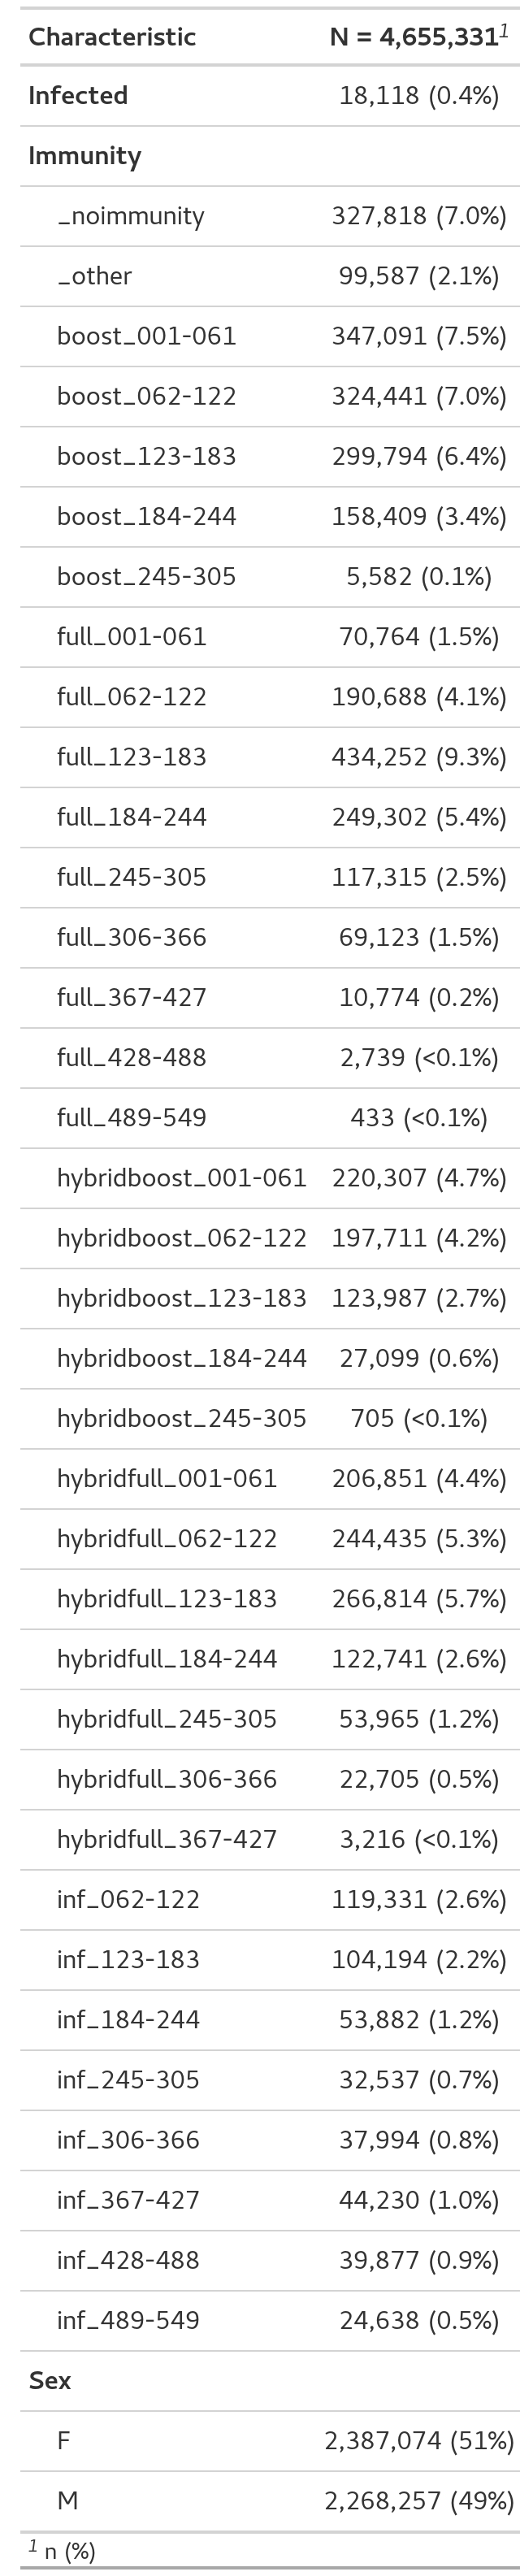 Characteristic N = 4,655,331¹
Infected 18,118 (0.4%)
Immunity
_noimmunity 327,818 (7.0%)
_other 99,587 (2.1%)
boost_001-061 347,091 (7.5%)
boost_062-122 324,441 (7.0%)
boost_123-183 299,794 (6.4%)
boost_184-244 158,409 (3.4%)
boost_245-305 5,582 (0.1%)
full_001-061 70,764 (1.5%)
full_062-122 190,688 (4.1%)
full_123-183 434,252 (9.3%)
full_184-244 249,302 (5.4%)
full_245-305 117,315 (2.5%)
full_306-366 69,123 (1.5%)
full_367-427 10,774 (0.2%)
full_428-488 2,739 (<0.1%)
full_489-549 433 (<0.1%)
hybridboost_001-061 220,307 (4.7%)
hybridboost_062-122 197,711 (4.2%)
hybridboost_123-183 123,987 (2.7%)
hybridboost_184-244 27,099 (0.6%)
hybridboost_245-305 705 (<0.1%)
hybridfull_001-061 206,851 (4.4%)
hybridfull_062-122 244,435 (5.3%)
hybridfull_123-183 266,814 (5.7%)
hybridfull_184-244 122,741 (2.6%)
hybridfull_245-305 53,965 (1.2%)
hybridfull_306-366 22,705 (0.5%)
hybridfull_367-427 3,216 (<0.1%)
inf_062-122 119,331 (2.6%)
inf_123-183 104,194 (2.2%)
inf_184-244 53,882 (1.2%)
inf_245-305 32,537 (0.7%)
inf_306-366 37,994 (0.8%)
inf_367-427 44,230 (1.0%)
inf_428-488 39,877 (0.9%)
inf_489-549 24,638 (0.5%)
Sex
F 2,387,074 (51%)
M 2,268,257 (49%)
¹ n (%)